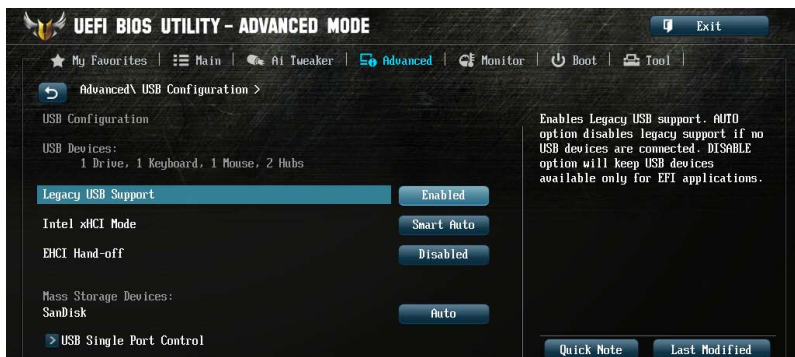 UEFI BIOS UTILITY – ADVANCED MODE
Exit
My Favorites | Main | Ai Tweaker | Advanced | Monitor | Boot | Tool |
Advanced\ USB Configuration >
USB Configuration
USB Devices:
1 Drive, 1 Keyboard, 1 Mouse, 2 Hubs
Legacy USB Support Enabled
Intel xHCI Mode Smart Auto
EHCI Hand-off Disabled
Mass Storage Devices:
SanDisk Auto
> USB Single Port Control
Enables Legacy USB support. AUTO
option disables legacy support if no
USB devices are connected. DISABLE
option will keep USB devices
available only for EFI applications.
Quick Note Last Modified